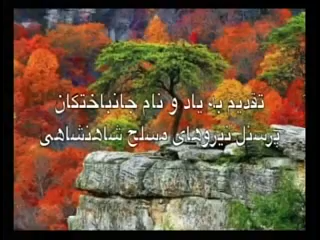 تقدیم به یاد و نام جانباختگان
پرسنل نیروهای مسلح شاهنشاهی